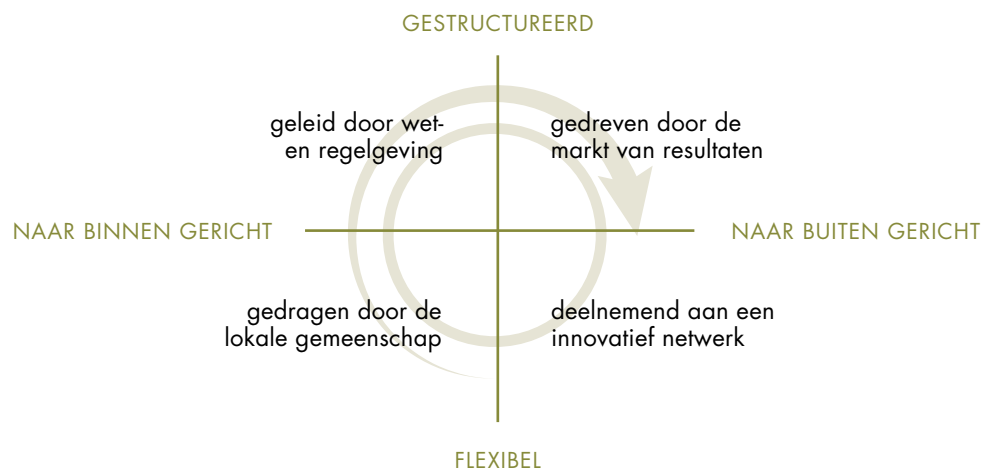 GESTRUCTUREERD
geleid door wet-
en regelgeving
gedreven door de
markt van resultaten
NAAR BINNEN GERICHT
NAAR BUITEN GERICHT
gedragen door de
lokale gemeenschap
deelnemend aan een
innovatief netwerk
FLEXIBEL